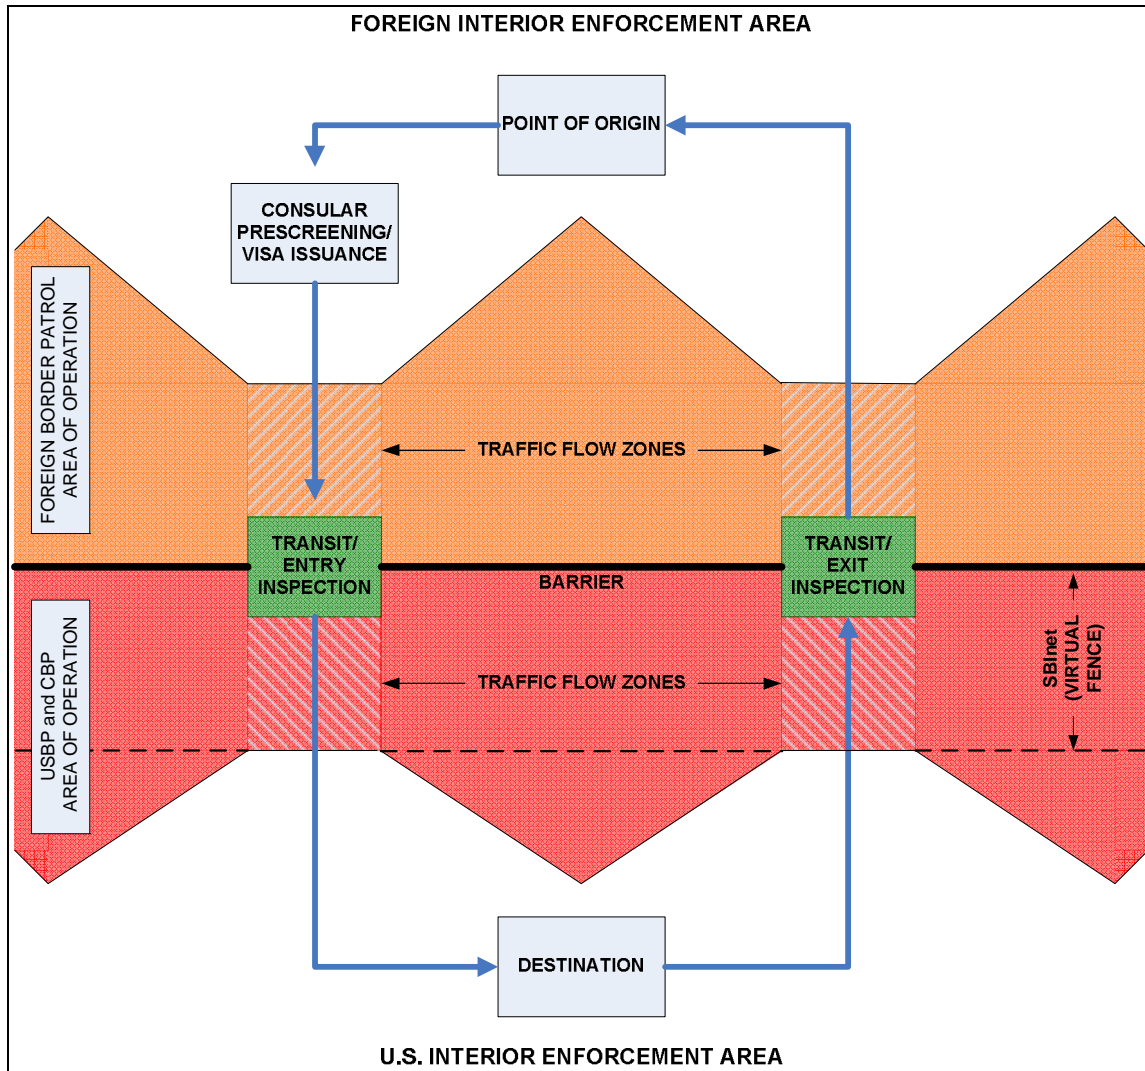 FOREIGN INTERIOR ENFORCEMENT AREA
POINT OF ORIGIN
CONSULAR
PRESCREENING/
VISA ISSUANCE
FOREIGN BORDER PATROL
AREA OF OPERATION
TRAFFIC FLOW ZONES
TRANSIT/
ENTRY
INSPECTION
BARRIER
TRANSIT/
EXIT
INSPECTION
USBP and CBP
AREA OF OPERATION
TRAFFIC FLOW ZONES
SBInet
(VIRTUAL
FENCE)
DESTINATION
U.S. INTERIOR ENFORCEMENT AREA